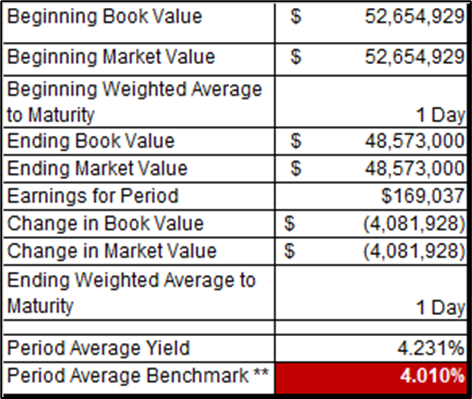 Beginning Book Value $ 52,654,929
Beginning Market Value $ 52,654,929
Beginning Weighted Average
to Maturity 1 Day
Ending Book Value $ 48,573,000
Ending Market Value $ 48,573,000
Earnings for Period $169,037
Change in Book Value $ (4,081,928)
Change in Market Value $ (4,081,928)
Ending Weighted Average to
Maturity 1 Day
Period Average Yield 4.231%
Period Average Benchmark ** 4.010%